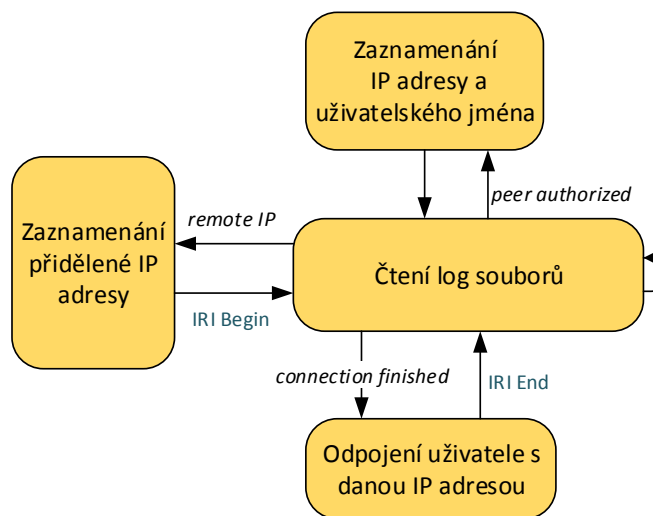 Zaznamenání
IP adresy a
uživatelského jména
peer authorized
remote IP
Zaznamenání
přidělené IP
adresy
Čtení log souborů
IRI Begin
connection finished
IRI End
Odpojení uživatele s
danou IP adresou